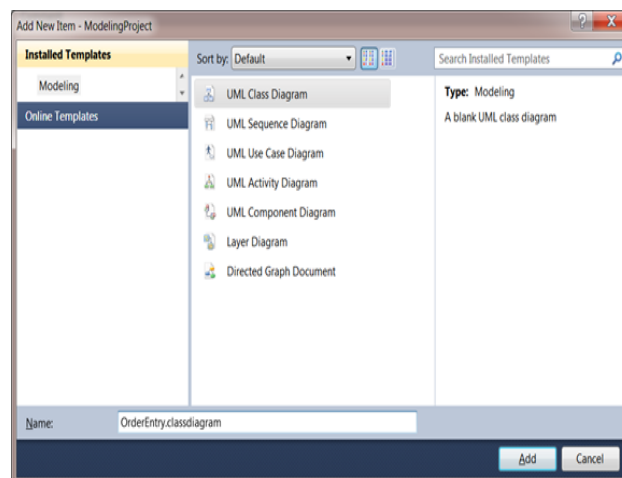 Add New Item - ModelingProject
Installed Templates
Modeling
Online Templates
Sort by: Default
UML Class Diagram
UML Sequence Diagram
UML Use Case Diagram
UML Activity Diagram
UML Component Diagram
Layer Diagram
Directed Graph Document
Search Installed Templates
Type: Modeling
A blank UML class diagram
Name: OrderEntry.classdiagram
Add Cancel